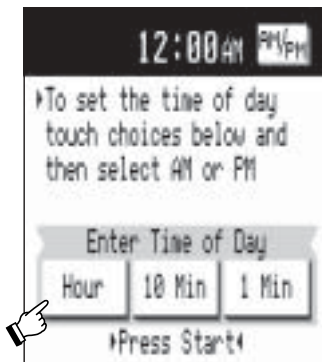 12:00AM AM/PM
To set the time of day
touch choices below and
then select AM or PM
Enter Time of Day
Hour 10 Min 1 Min
Press Start